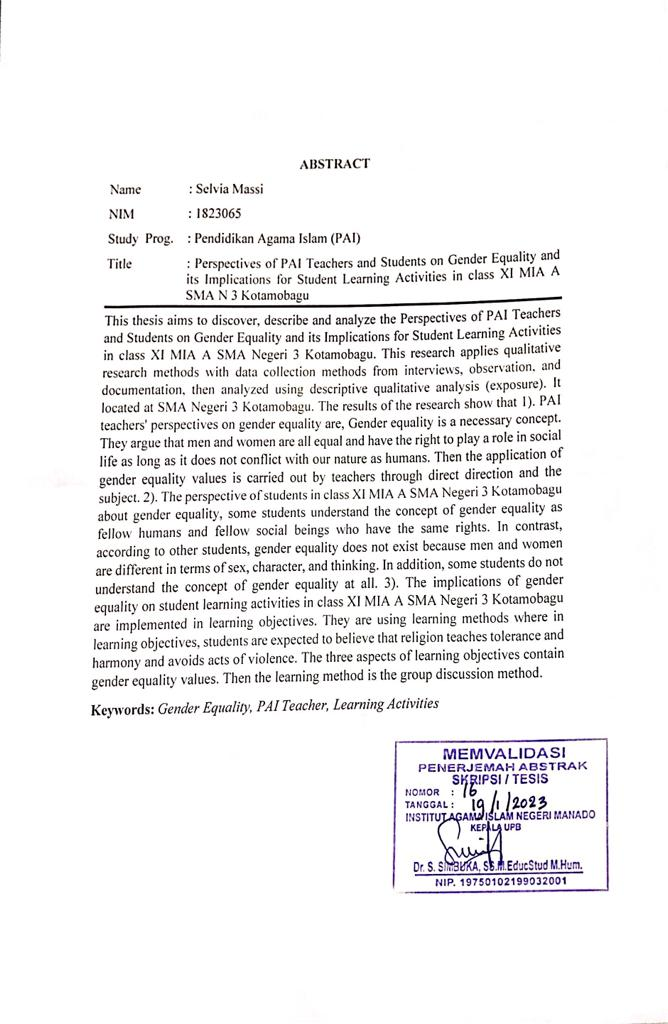 ABSTRACT
Name : Selvia Massi
NIM : 1823065
Study Prog. : Pendidikan Agama Islam (PAI)
Title : Perspectives of PAI Teachers and Students on Gender Equality and
its Implications for Student Learning Activities in class XI MIA A
SMA N 3 Kotamobagu
This thesis aims to discover, describe and analyze the Perspectives of PAI Teachers
and Students on Gender Equality and its Implications for Student Learning Activities
in class XI MIA A SMA Negeri 3 Kotamobagu. This research applies qualitative
research methods with data collection methods from interviews, observation, and
documentation, then analyzed using descriptive qualitative analysis (exposure). It
located at SMA Negeri 3 Kotamobagu. The results of the research show that 1). PAI
teachers' perspectives on gender equality are, Gender equality is a necessary concept.
They argue that men and women are all equal and have the right to play a role in social
life as long as it does not conflict with our nature as humans. Then the application of
gender equality values is carried out by teachers through direct direction and the
subject. 2). The perspective of students in class XI MIA A SMA Negeri 3 Kotamobagu
about gender equality, some students understand the concept of gender equality as
fellow humans and fellow social beings who have the same rights. In contrast,
according to other students, gender equality does not exist because men and women
are different in terms of sex, character, and thinking. In addition, some students do not
understand the concept of gender equality at all. 3). The implications of gender
equality on student learning activities in class XI MIA A SMA Negeri 3 Kotamobagu
are implemented in learning objectives. They are using learning methods where in
learning objectives, students are expected to believe that religion teaches tolerance and
harmony and avoids acts of violence. The three aspects of learning objectives contain
gender equality values. Then the learning method is the group discussion method.
Keywords: Gender Equality, PAI Teacher, Learning Activities
MEMVALIDASI
PENERJEMAH ABSTRAK
SKRIPSI / TESIS
NOMOR : 16
TANGGAL : 19/1/2023
INSTITUT AGAMA ISLAM NEGERI MANADO
KEPALA UPB
Dr. S. SIMBUKA, SS.M.EducStud M.Hum.
NIP. 19750102199032001